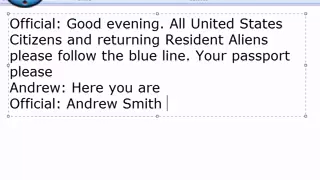 Official: Good evening. All United States
Citizens and returning Resident Aliens
please follow the blue line. Your passport
please
Andrew: Here you are
Official: Andrew Smith